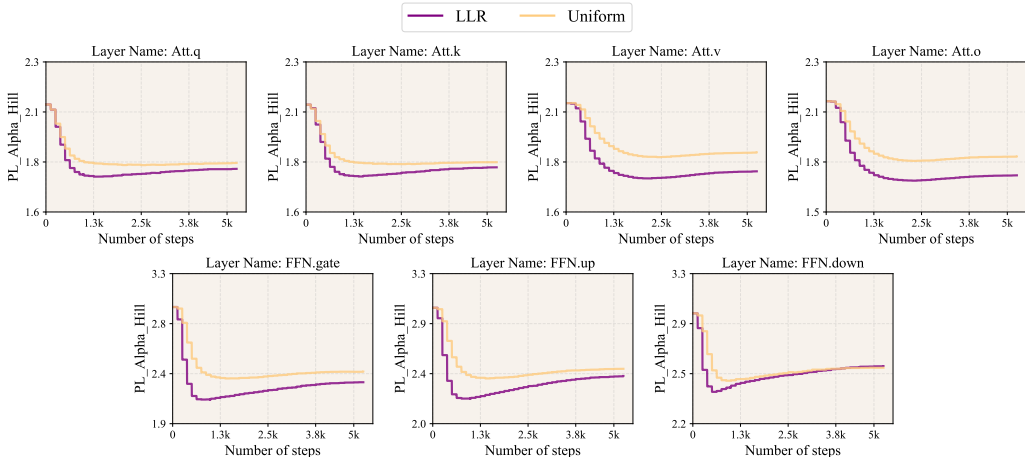 LLR Uniform
Layer Name: Att.q
PL_Alpha_Hill
2.3
2.1
1.8
1.6
0 1.3k 2.5k 3.8k 5k
Number of steps
Layer Name: Att.k
PL_Alpha_Hill
2.3
2.1
1.8
1.6
0 1.3k 2.5k 3.8k 5k
Number of steps
Layer Name: Att.v
PL_Alpha_Hill
2.3
2.1
1.8
1.6
0 1.3k 2.5k 3.8k 5k
Number of steps
Layer Name: Att.o
PL_Alpha_Hill
2.3
2.1
1.8
1.5
0 1.3k 2.5k 3.8k 5k
Number of steps
Layer Name: FFN.gate
PL_Alpha_Hill
3.3
2.8
2.4
1.9
0 1.3k 2.5k 3.8k 5k
Number of steps
Layer Name: FFN.up
PL_Alpha_Hill
3.3
2.9
2.4
2.0
0 1.3k 2.5k 3.8k 5k
Number of steps
Layer Name: FFN.down
PL_Alpha_Hill
3.3
2.9
2.5
2.2
0 1.3k 2.5k 3.8k 5k
Number of steps